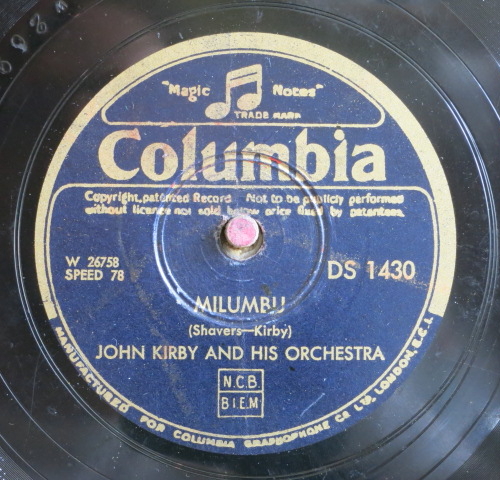 "Magic Notes"
TRADE MARK
Columbia
Copyright, patented Record Not to be publicly performed
without licence nor sold below price fixed by patentees.
W 26758
SPEED 78
DS 1430
MILUMBU
(Shavers—Kirby)
JOHN KIRBY AND HIS ORCHESTRA
N.C.B.
B.I.E.M
MANUFACTURED FOR COLUMBIA GRAPHOPHONE Co LTD, LONDON, E.C.1.